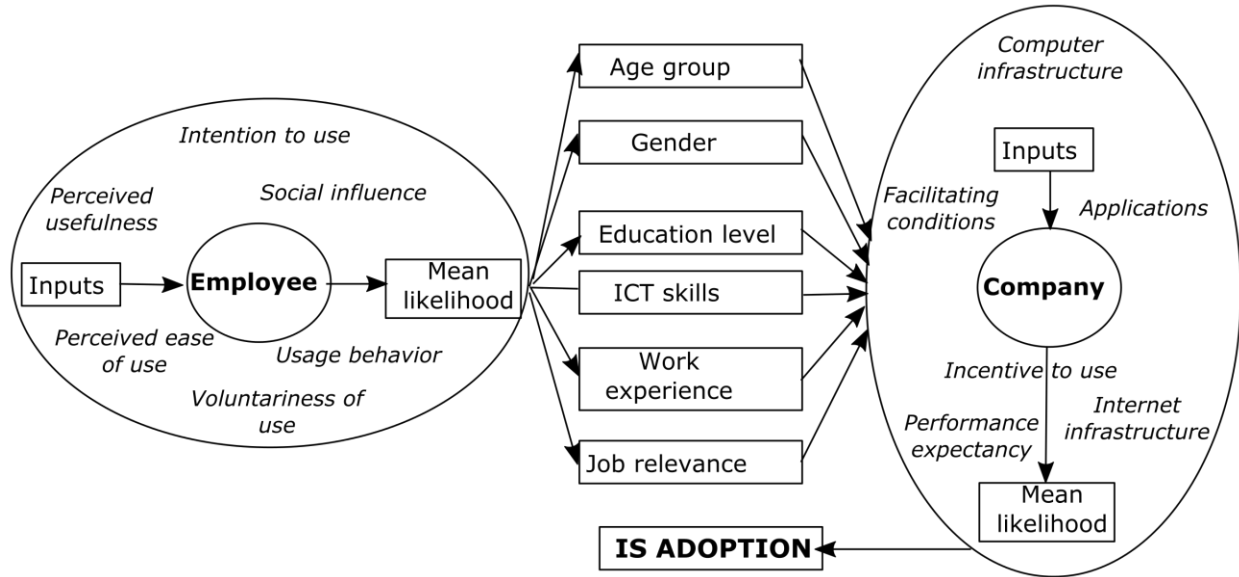 Intention to use
Social influence
Perceived
usefulness
Inputs
Employee
Mean
likelihood
Perceived ease
of use
Usage behavior
Voluntariness of
use
Age group
Gender
Education level
ICT skills
Work
experience
Job relevance
Computer
infrastructure
Inputs
Facilitating
conditions
Applications
Company
Incentive to use
Performance
expectancy
Internet
infrastructure
Mean
likelihood
IS ADOPTION